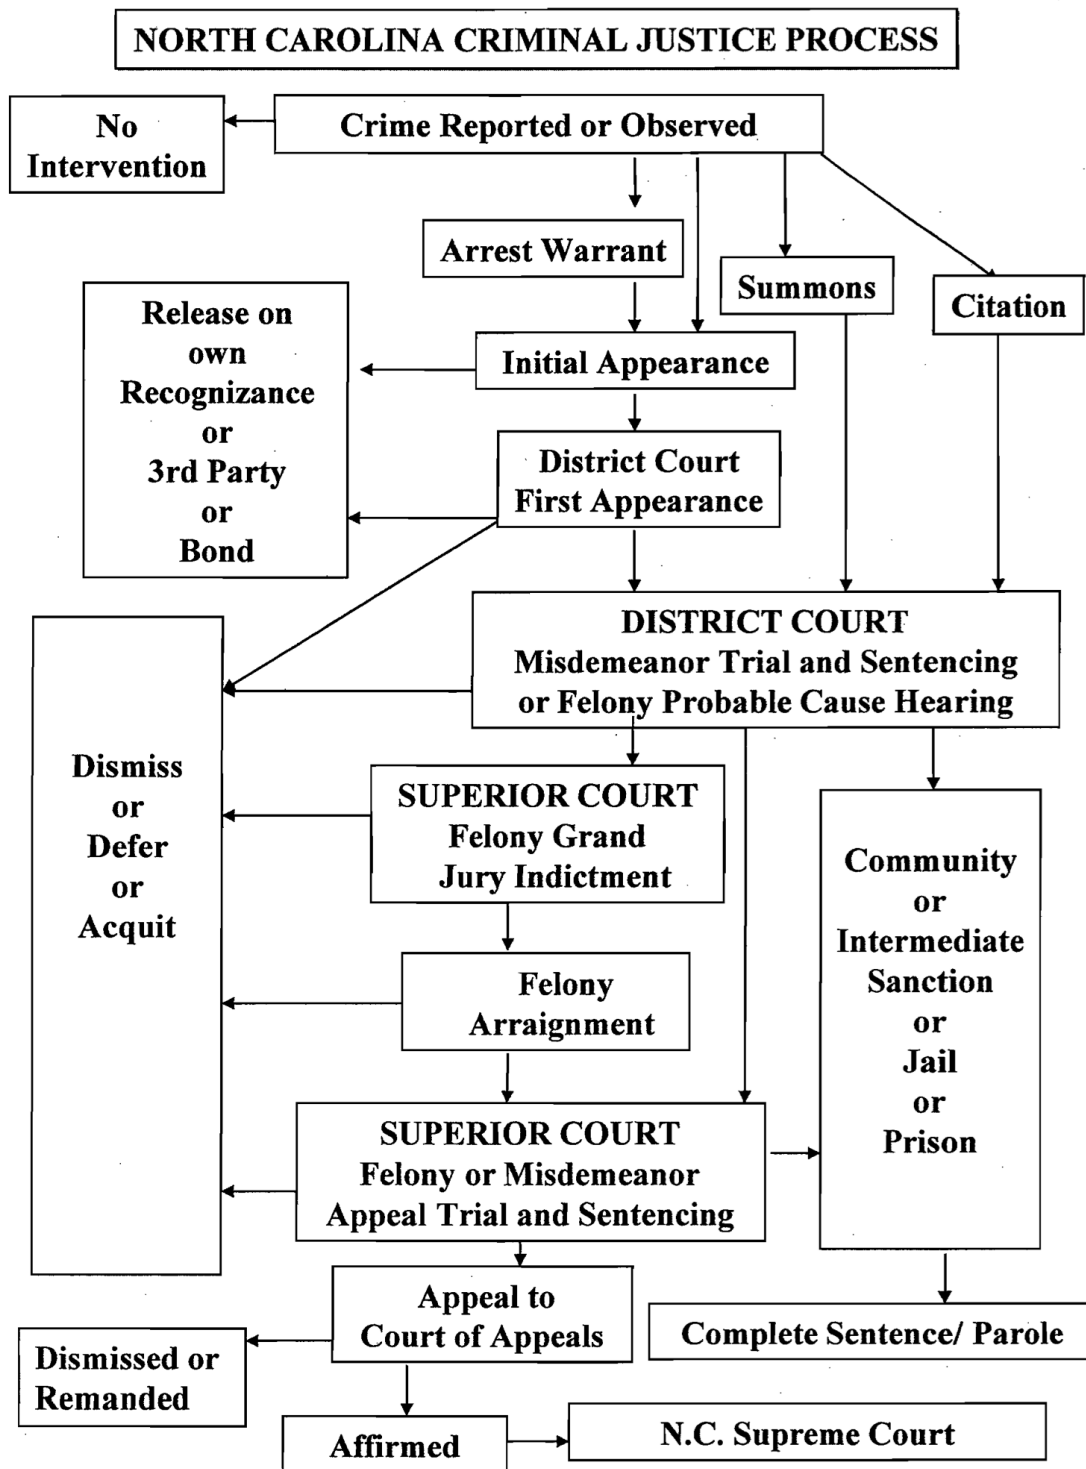 NORTH CAROLINA CRIMINAL JUSTICE PROCESS
No
Intervention
Crime Reported or Observed
Arrest Warrant
Summons
Citation
Release on
own
Recognizance
or
3rd Party
or
Bond
Initial Appearance
District Court
First Appearance
DISTRICT COURT
Misdemeanor Trial and Sentencing
or Felony Probable Cause Hearing
Dismiss
or
Defer
or
Acquit
SUPERIOR COURT
Felony Grand
Jury Indictment
Community
or
Intermediate
Sanction
or
Jail
or
Prison
Felony
Arraignment
SUPERIOR COURT
Felony or Misdemeanor
Appeal Trial and Sentencing
Appeal to
Court of Appeals
Complete Sentence/ Parole
Dismissed or
Remanded
Affirmed
N.C. Supreme Court